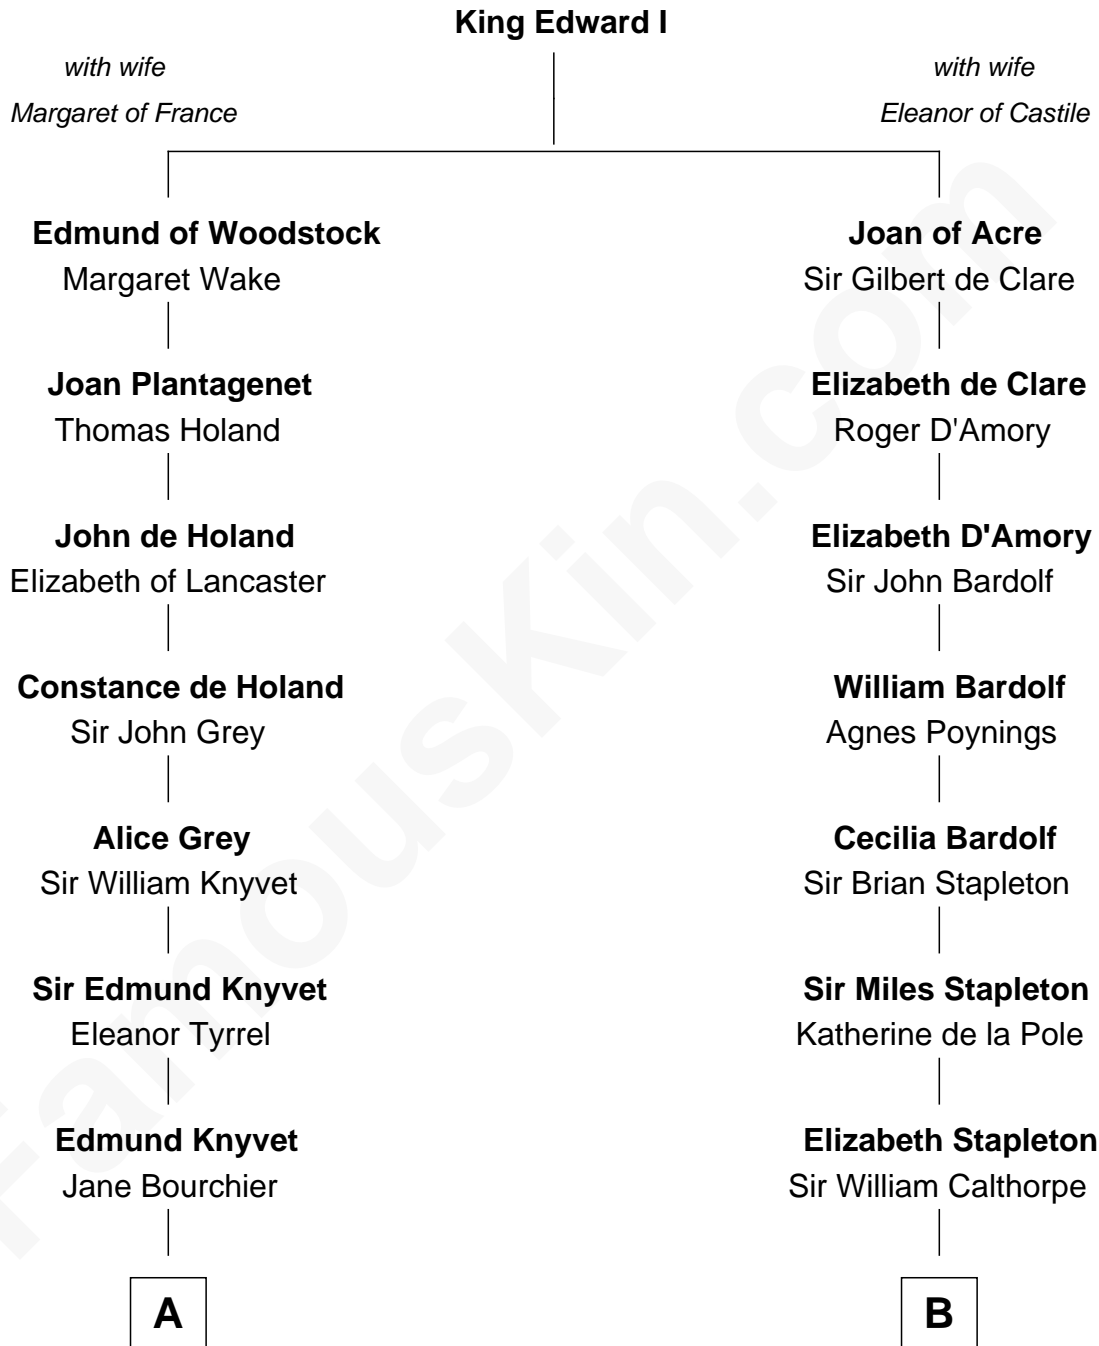 King Edward I
with wife
Margaret of France
with wife
Eleanor of Castile
Edmund of Woodstock
Margaret Wake
Joan of Acre
Sir Gilbert de Clare
Joan Plantagenet
Thomas Holand
Elizabeth de Clare
Roger D'Amory
John de Holand
Elizabeth of Lancaster
Elizabeth D'Amory
Sir John Bardolf
Constance de Holand
Sir John Grey
William Bardolf
Agnes Poynings
Alice Grey
Sir William Knyvet
Cecilia Bardolf
Sir Brian Stapleton
Sir Edmund Knyvet
Eleanor Tyrrel
Sir Miles Stapleton
Katherine de la Pole
Edmund Knyvet
Jane Bourchier
Elizabeth Stapleton
Sir William Calthorpe
A
B
FamousKin.com